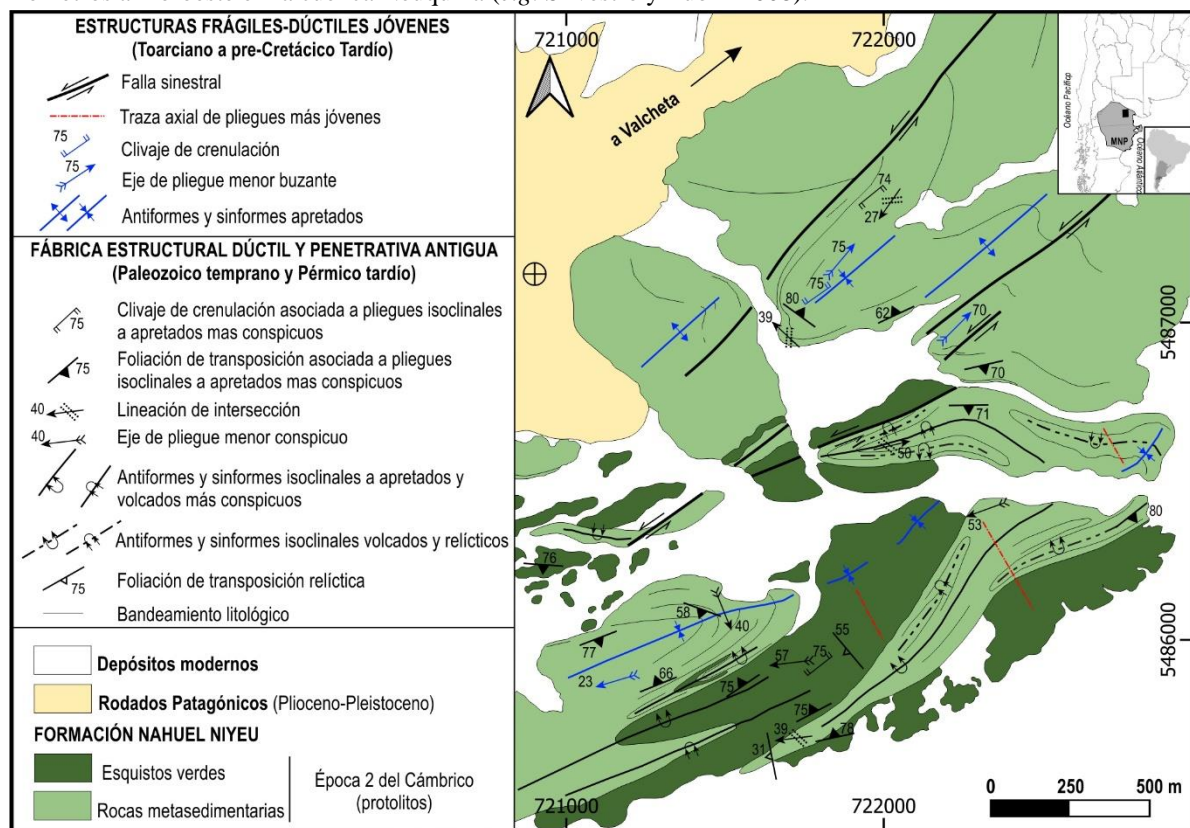 ESTRUCTURAS FRÁGILES-DÚCTILES JÓVENES
(Toarciano a pre-Cretácico Tardío)
Falla sinestral
Traza axial de pliegues más jóvenes
75
Clivaje de crenulación
75
Eje de pliegue menor buzante
Antiformes y sinformes apretados
FÁBRICA ESTRUCTURAL DÚCTIL Y PENETRATIVA ANTIGUA
(Paleozoico temprano y Pérmico tardío)
75
Clivaje de crenulación asociada a pliegues isoclinales
a apretados mas conspicuos
75
Foliación de transposición asociada a pliegues
isoclinales a apretados mas conspicuos
40
Lineación de intersección
40
Eje de pliegue menor conspicuo
Antiformes y sinformes isoclinales a apretados y
volcados más conspicuos
Antiformes y sinformes isoclinales volcados y relícticos
75
Foliación de transposición relíctica
Bandeamiento litológico
Depósitos modernos
Rodados Patagónicos (Plioceno-Pleistoceno)
FORMACIÓN NAHUEL NIYEU
Esquistos verdes
Rocas metasedimentarias
Época 2 del Cámbrico
(protolitos)
721000
722000
a Valcheta
Océano Pacífico
MNP
Océano Atlántico
74
27
75
75
80
62
39
70
5487000
70
71
50
53
80
76
58
40
77
57
75
55
5486000
23
66
75
75
39
78
31
0 250 500 m
721000
722000